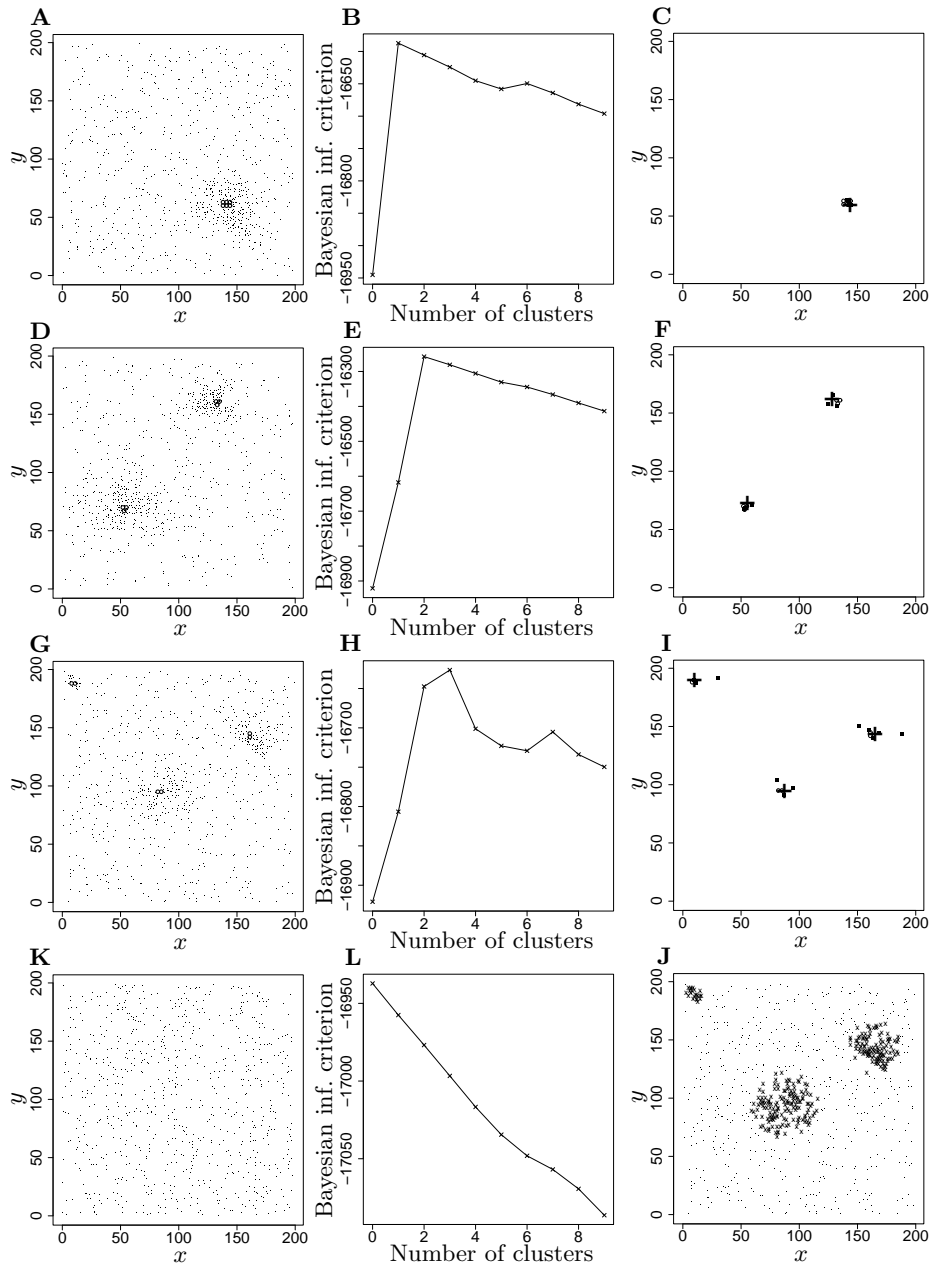 A
B
C
200
150
100
50
0
y
0 50 100 150 200
x
Bayesian inf. criterion
-16650
-16800
-16950
0 2 4 6 8
Number of clusters
200
150
100
50
0
y
0 50 100 150 200
x
D
E
F
200
150
100
50
0
y
0 50 100 150 200
x
Bayesian inf. criterion
-16300
-16500
-16700
-16900
0 2 4 6 8
Number of clusters
200
150
100
50
0
y
0 50 100 150 200
x
G
H
I
200
150
100
50
0
y
0 50 100 150 200
x
Bayesian inf. criterion
-16700
-16800
-16900
0 2 4 6 8
Number of clusters
200
150
100
50
0
y
0 50 100 150 200
x
K
L
J
200
150
100
50
0
y
0 50 100 150 200
x
Bayesian inf. criterion
-16950
-17000
-17050
0 2 4 6 8
Number of clusters
200
150
100
50
0
y
0 50 100 150 200
x